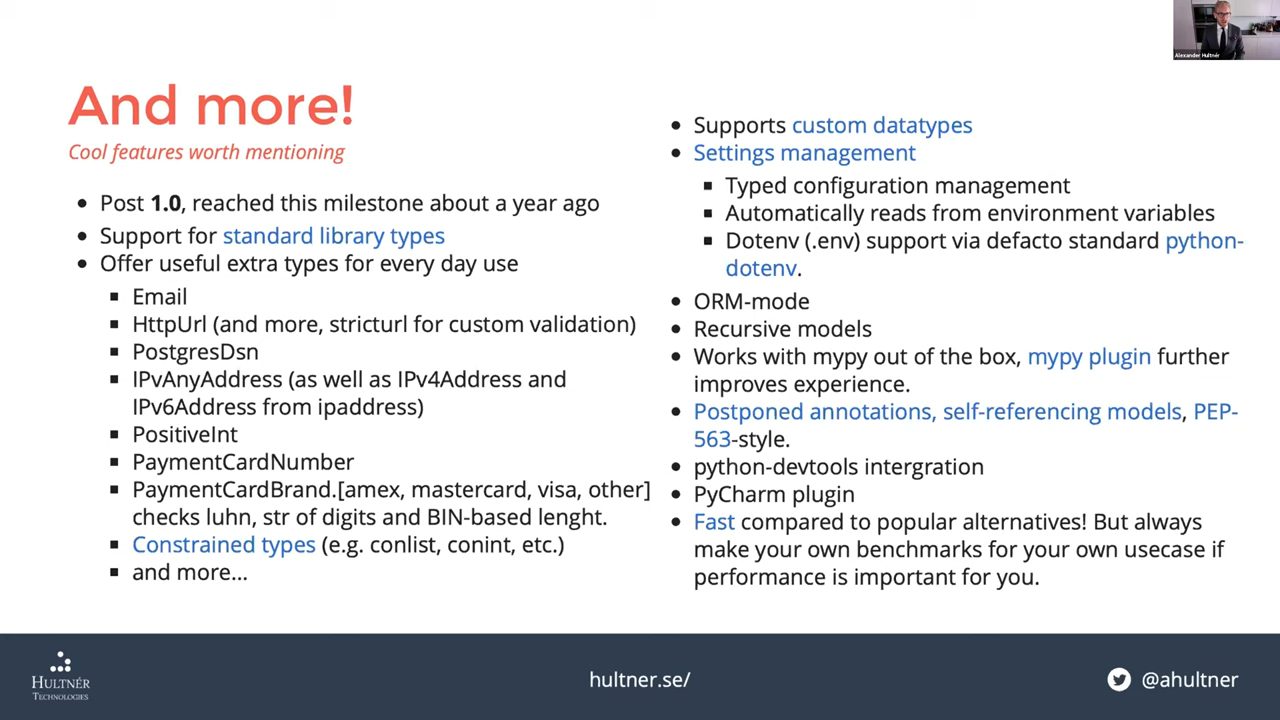 Alexander Hultnér
And more!
Cool features worth mentioning
• Post 1.0, reached this milestone about a year ago
• Support for standard library types
• Offer useful extra types for every day use
▪ Email
▪ HttpUrl (and more, stricturl for custom validation)
▪ PostgresDsn
▪ IPvAnyAddress (as well as IPv4Address and
IPv6Address from ipaddress)
▪ PositiveInt
▪ PaymentCardNumber
▪ PaymentCardBrand.[amex, mastercard, visa, other]
checks luhn, str of digits and BIN-based lenght.
▪ Constrained types (e.g. conlist, conint, etc.)
▪ and more...
• Supports custom datatypes
• Settings management
▪ Typed configuration management
▪ Automatically reads from environment variables
▪ Dotenv (.env) support via defacto standard python-
dotenv.
• ORM-mode
• Recursive models
• Works with mypy out of the box, mypy plugin further
improves experience.
• Postponed annotations, self-referencing models, PEP-
563-style.
• python-devtools intergration
• PyCharm plugin
• Fast compared to popular alternatives! But always
make your own benchmarks for your own usecase if
performance is important for you.
HULTNÉR
TECHNOLOGIES
hultner.se/
@ahultner